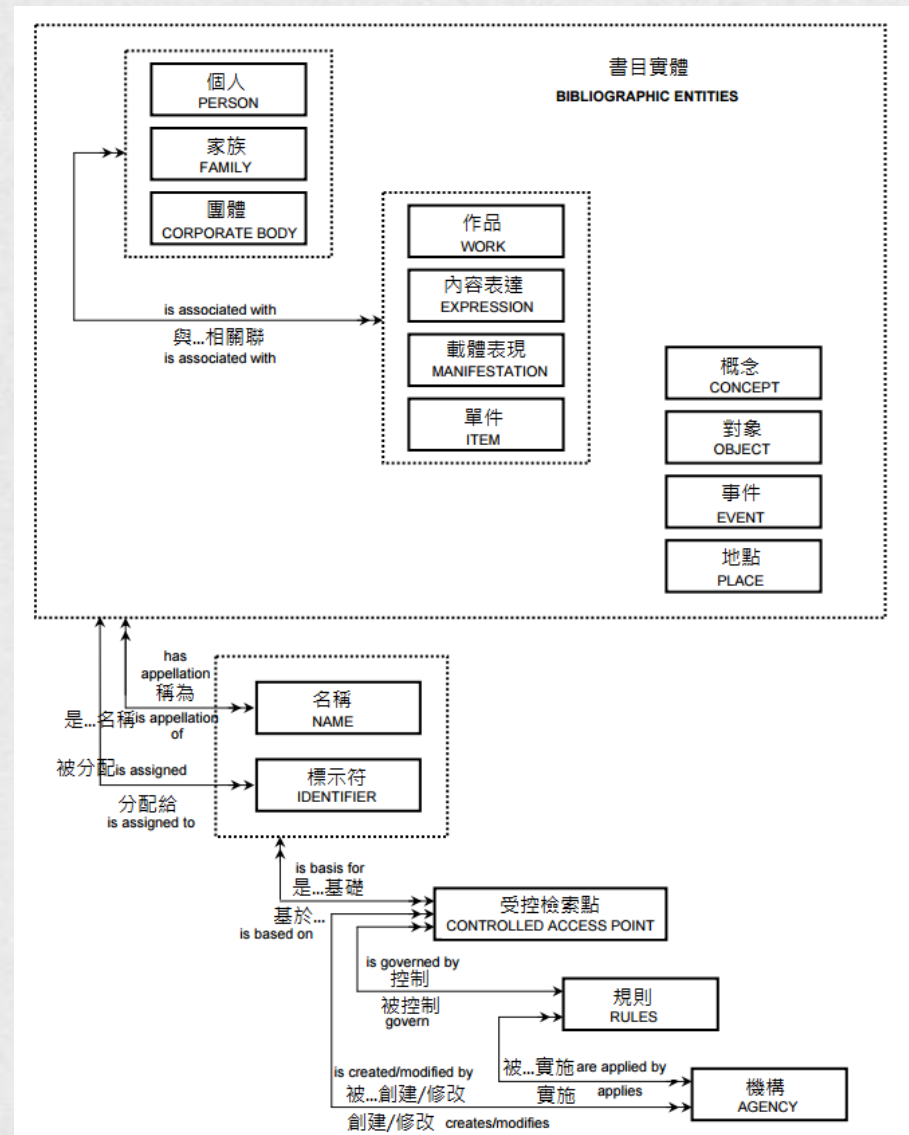 書目實體
BIBLIOGRAPHIC ENTITIES
個人
PERSON
家族
FAMILY
團體
CORPORATE BODY
作品
WORK
內容表達
EXPRESSION
載體表現
MANIFESTATION
單件
ITEM
is associated with
與...相關聯
is associated with
概念
CONCEPT
對象
OBJECT
事件
EVENT
地點
PLACE
has
appellation
稱為
是...名稱is appellation
of
名稱
NAME
被分配is assigned
分配給
is assigned to
標示符
IDENTIFIER
is basis for
是...基礎
基於...
is based on
受控檢索點
CONTROLLED ACCESS POINT
is governed by
控制
被控制
govern
規則
RULES
is created/modified by
被...創建/修改
創建/修改 creates/modifies
被...實施 are applied by
實施 applies
機構
AGENCY